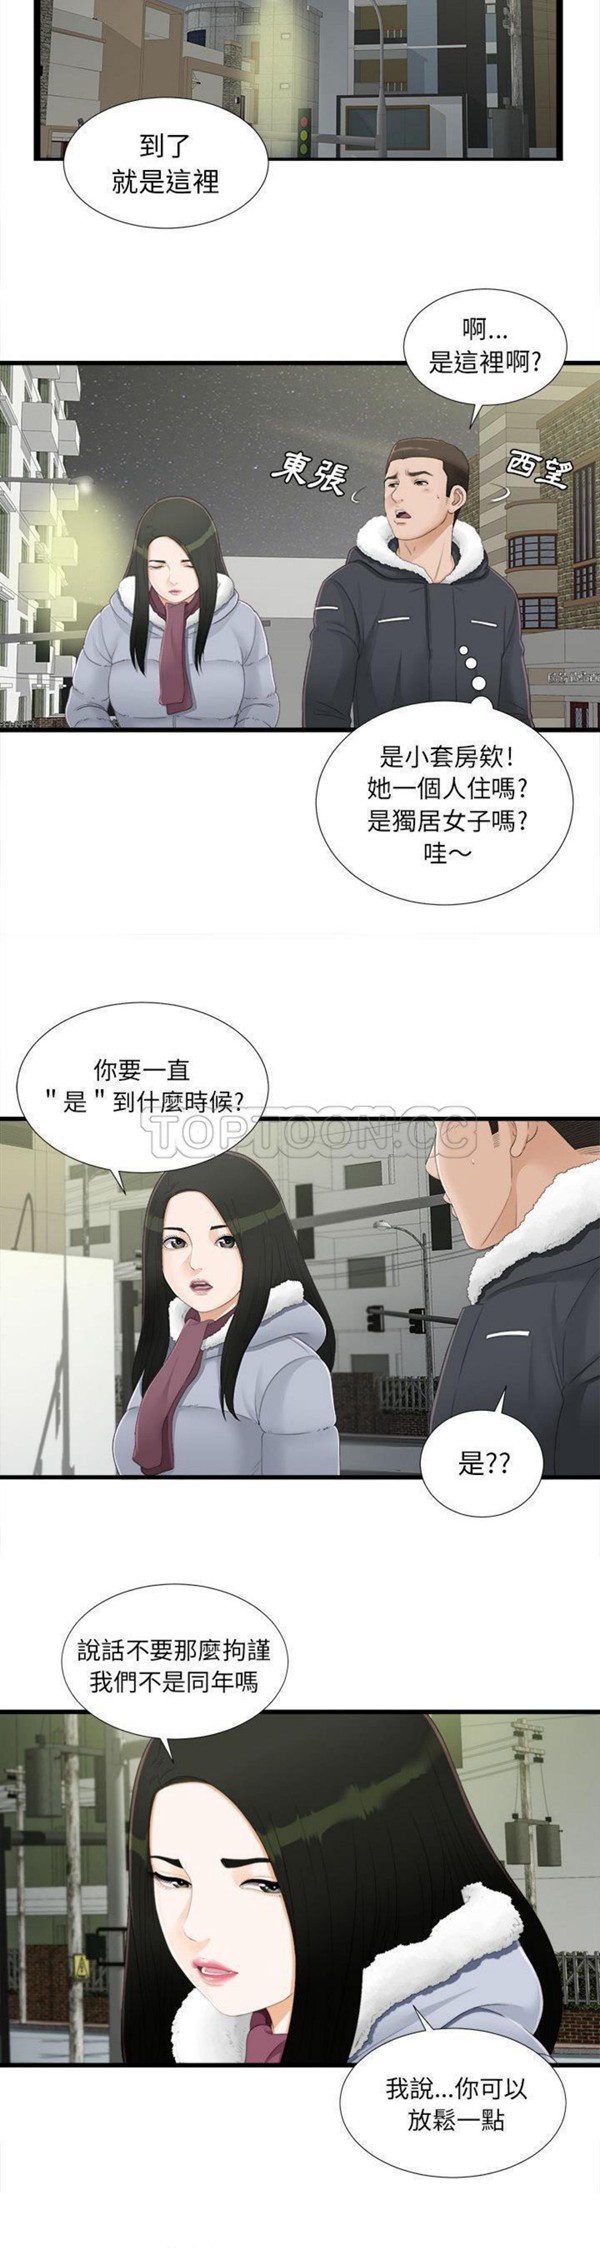 到了
就是這裡
啊...
是這裡啊?
東張
西望
是小套房欸!
她一個人住嗎?
是獨居女子嗎?
哇～
你要一直
"是"到什麼時候?
TOPTOON.CC
是??
說話不要那麼拘謹
我們不是同年嗎
我說...你可以
放鬆一點